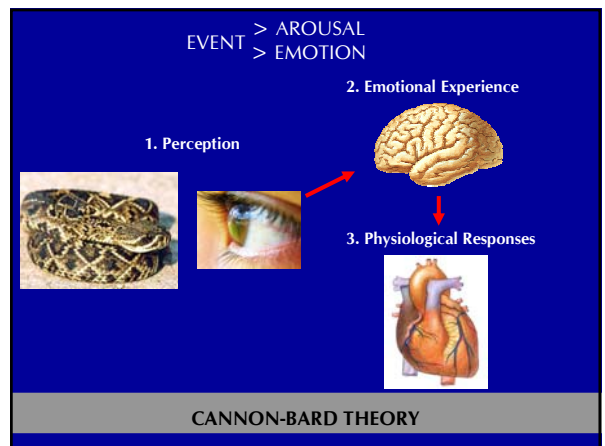 EVENT > AROUSAL
> EMOTION
2. Emotional Experience
1. Perception
3. Physiological Responses
CANNON-BARD THEORY